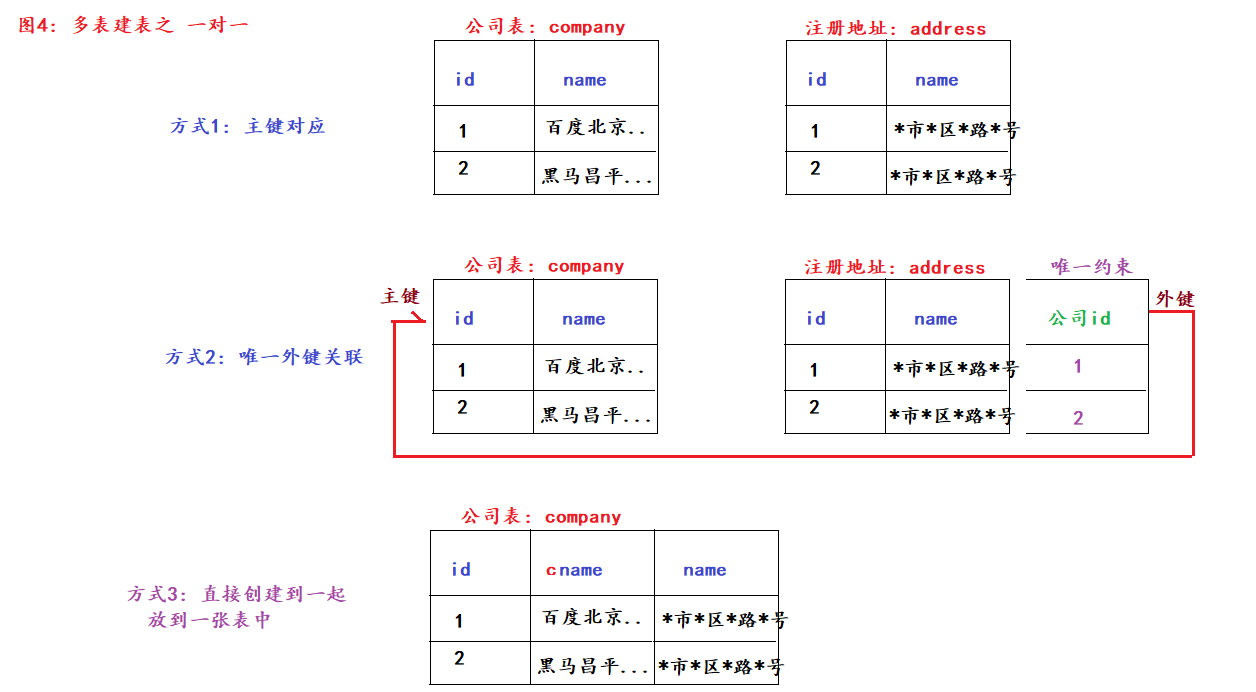 图4：多表建表之 一对一
公司表：company
注册地址：address
id name
id name
方式1：主键对应
1 百度北京..
1 *市*区*路*号
2 黑马昌平...
2 *市*区*路*号
公司表：company
注册地址：address
唯一约束
主键
外键
id name
id name 公司id
方式2：唯一外键关联
1 百度北京..
1 *市*区*路*号 1
2 黑马昌平...
2 *市*区*路*号 2
公司表：company
id cname name
方式3：直接创建到一起
放到一张表中
1 百度北京.. *市*区*路*号
2 黑马昌平... *市*区*路*号